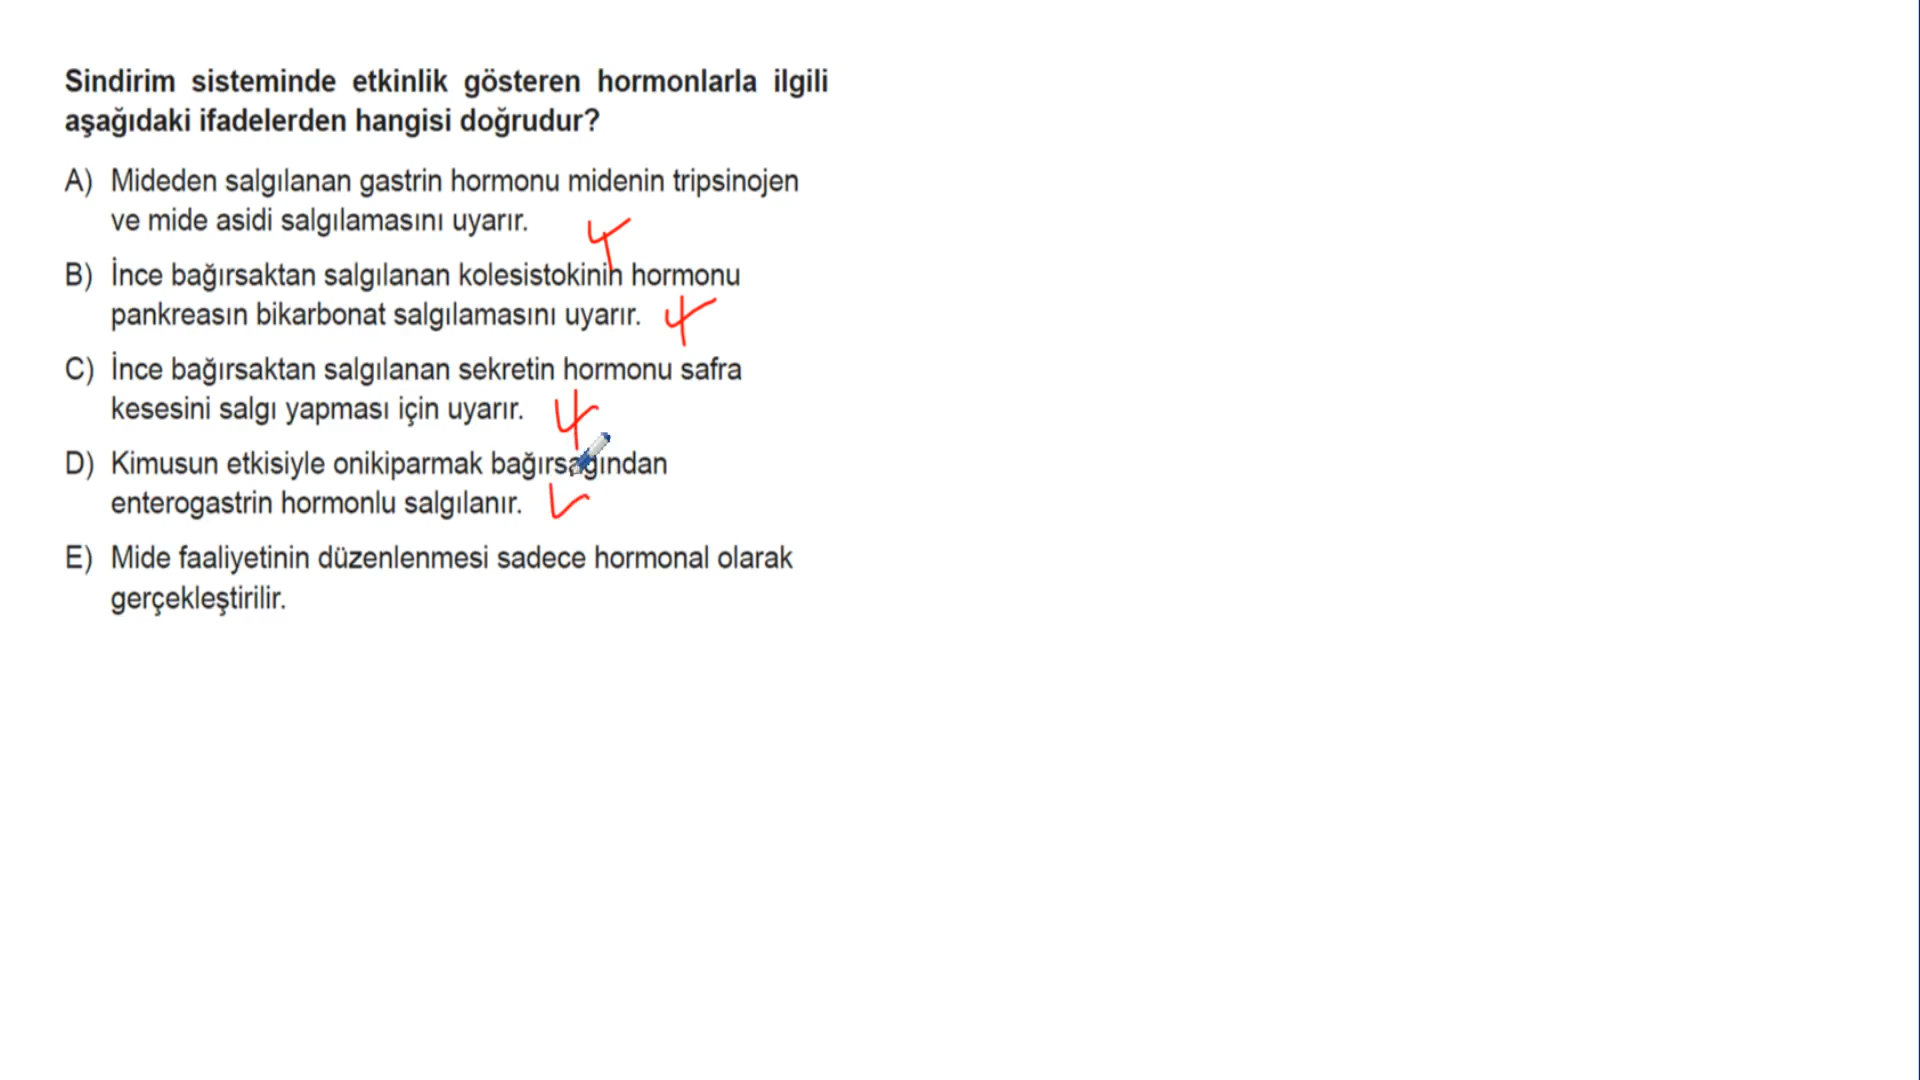 Sindirim sisteminde etkinlik gösteren hormonlarla ilgili
aşağıdaki ifadelerden hangisi doğrudur?
A) Mideden salgılanan gastrin hormonu midenin tripsinojen
ve mide asidi salgılamasını uyarır.
B) İnce bağırsaktan salgılanan kolesistokinin hormonu
pankreasın bikarbonat salgılamasını uyarır.
C) İnce bağırsaktan salgılanan sekretin hormonu safra
kesesini salgı yapması için uyarır.
D) Kimusun etkisiyle onikiparmak bağırsağından
enterogastrin hormonlu salgılanır.
E) Mide faaliyetinin düzenlenmesi sadece hormonal olarak
gerçekleştirilir.